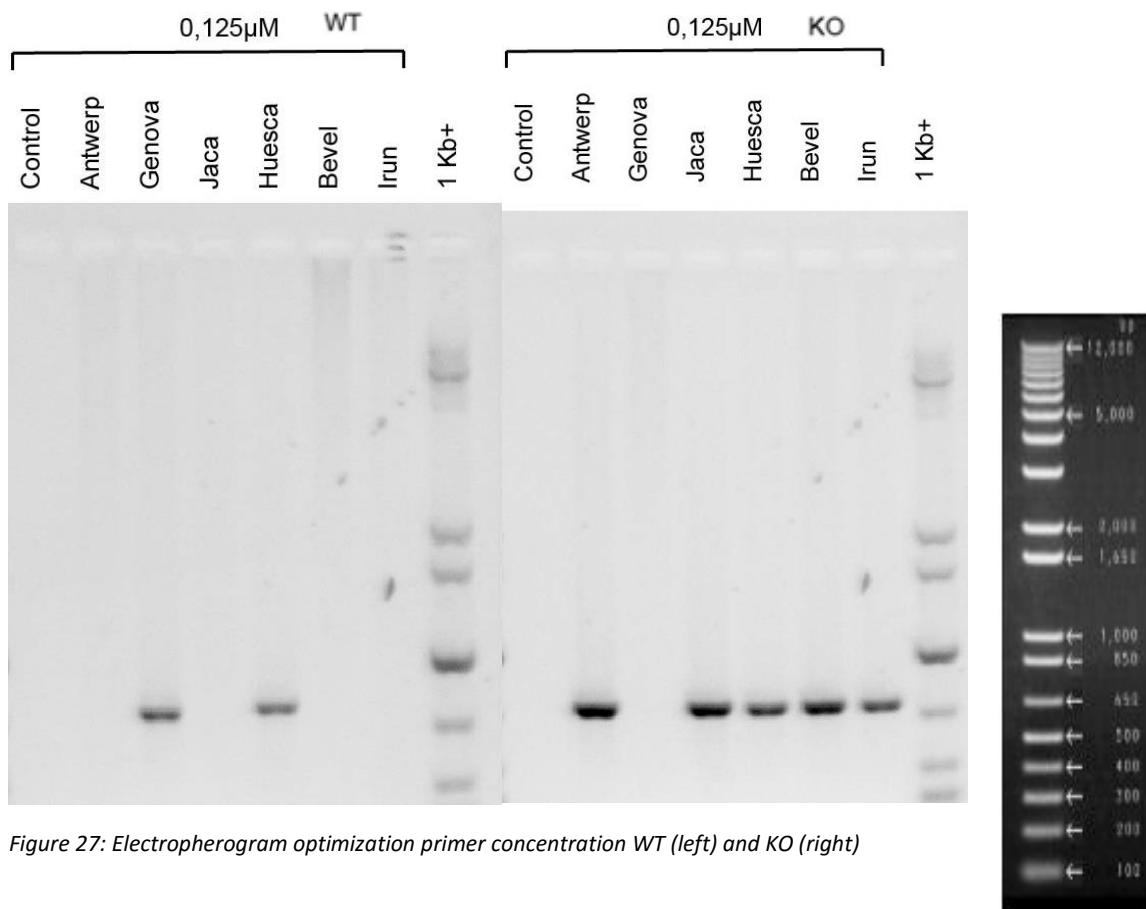 0,125µM WT
Control
Antwerp
Genova
Jaca
Huesca
Bevel
Irun
1 Kb+
0,125µM KO
Control
Antwerp
Genova
Jaca
Huesca
Bevel
Irun
1 Kb+
12,000
5,000
2,000
1,650
1,000
850
650
500
400
300
200
100
Figure 27: Electropherogram optimization primer concentration WT (left) and KO (right)